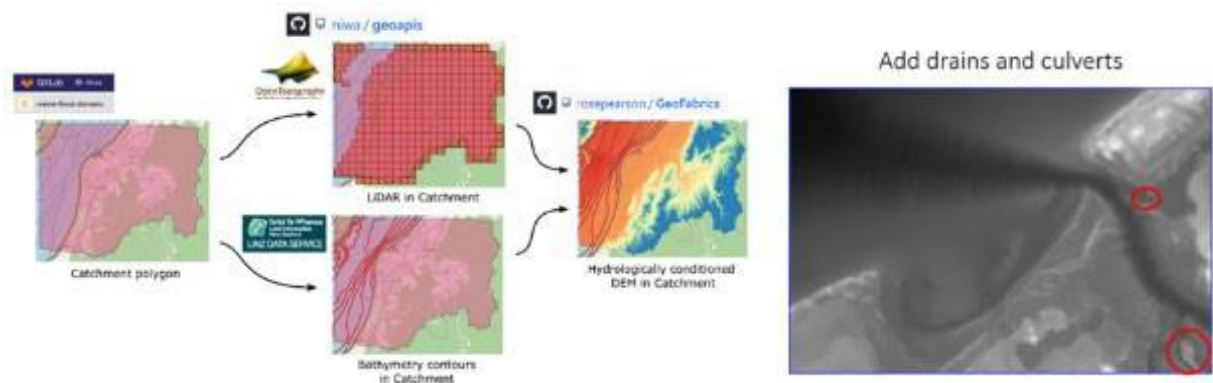 niwa / geoapis
GitLab
OpenTopography
Catchment polygon
LiDAR in Catchment
LINZ DATA SERVICE
Bathymetry contours
in Catchment
rosepearson / GeoFabrics
Hydrologically conditioned
DEM in Catchment
Add drains and culverts